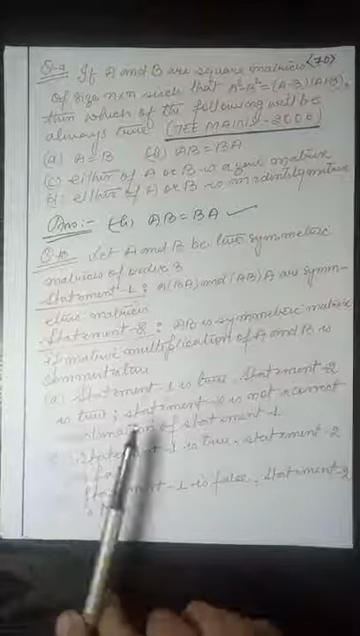 <70>
Q-9 If A and B are square matrices
of size n×n such that A²-B²=(A-B)(A+B),
then which of the following will be
always true (JEE MAINS-2006)
(a) A=B (b) AB=BA
(c) either of A or B is a zero matrix
either of A or B is identity matrix
Ans:- (b) AB=BA ✓
Q-10 Let A and B be two symmetric
matrices of order 3
Statement-1: A(BA) and (AB)A are symm-
etric matrices
Statement-2: AB is symmetric matrix
if matrix multiplication of A and B is
commutative
(a) Statement-1 is true, Statement-2
is true; statement-2 is not a correct
of statement-1
Statement-1 is true, statement-2
Statement-1 is false, Statement-2